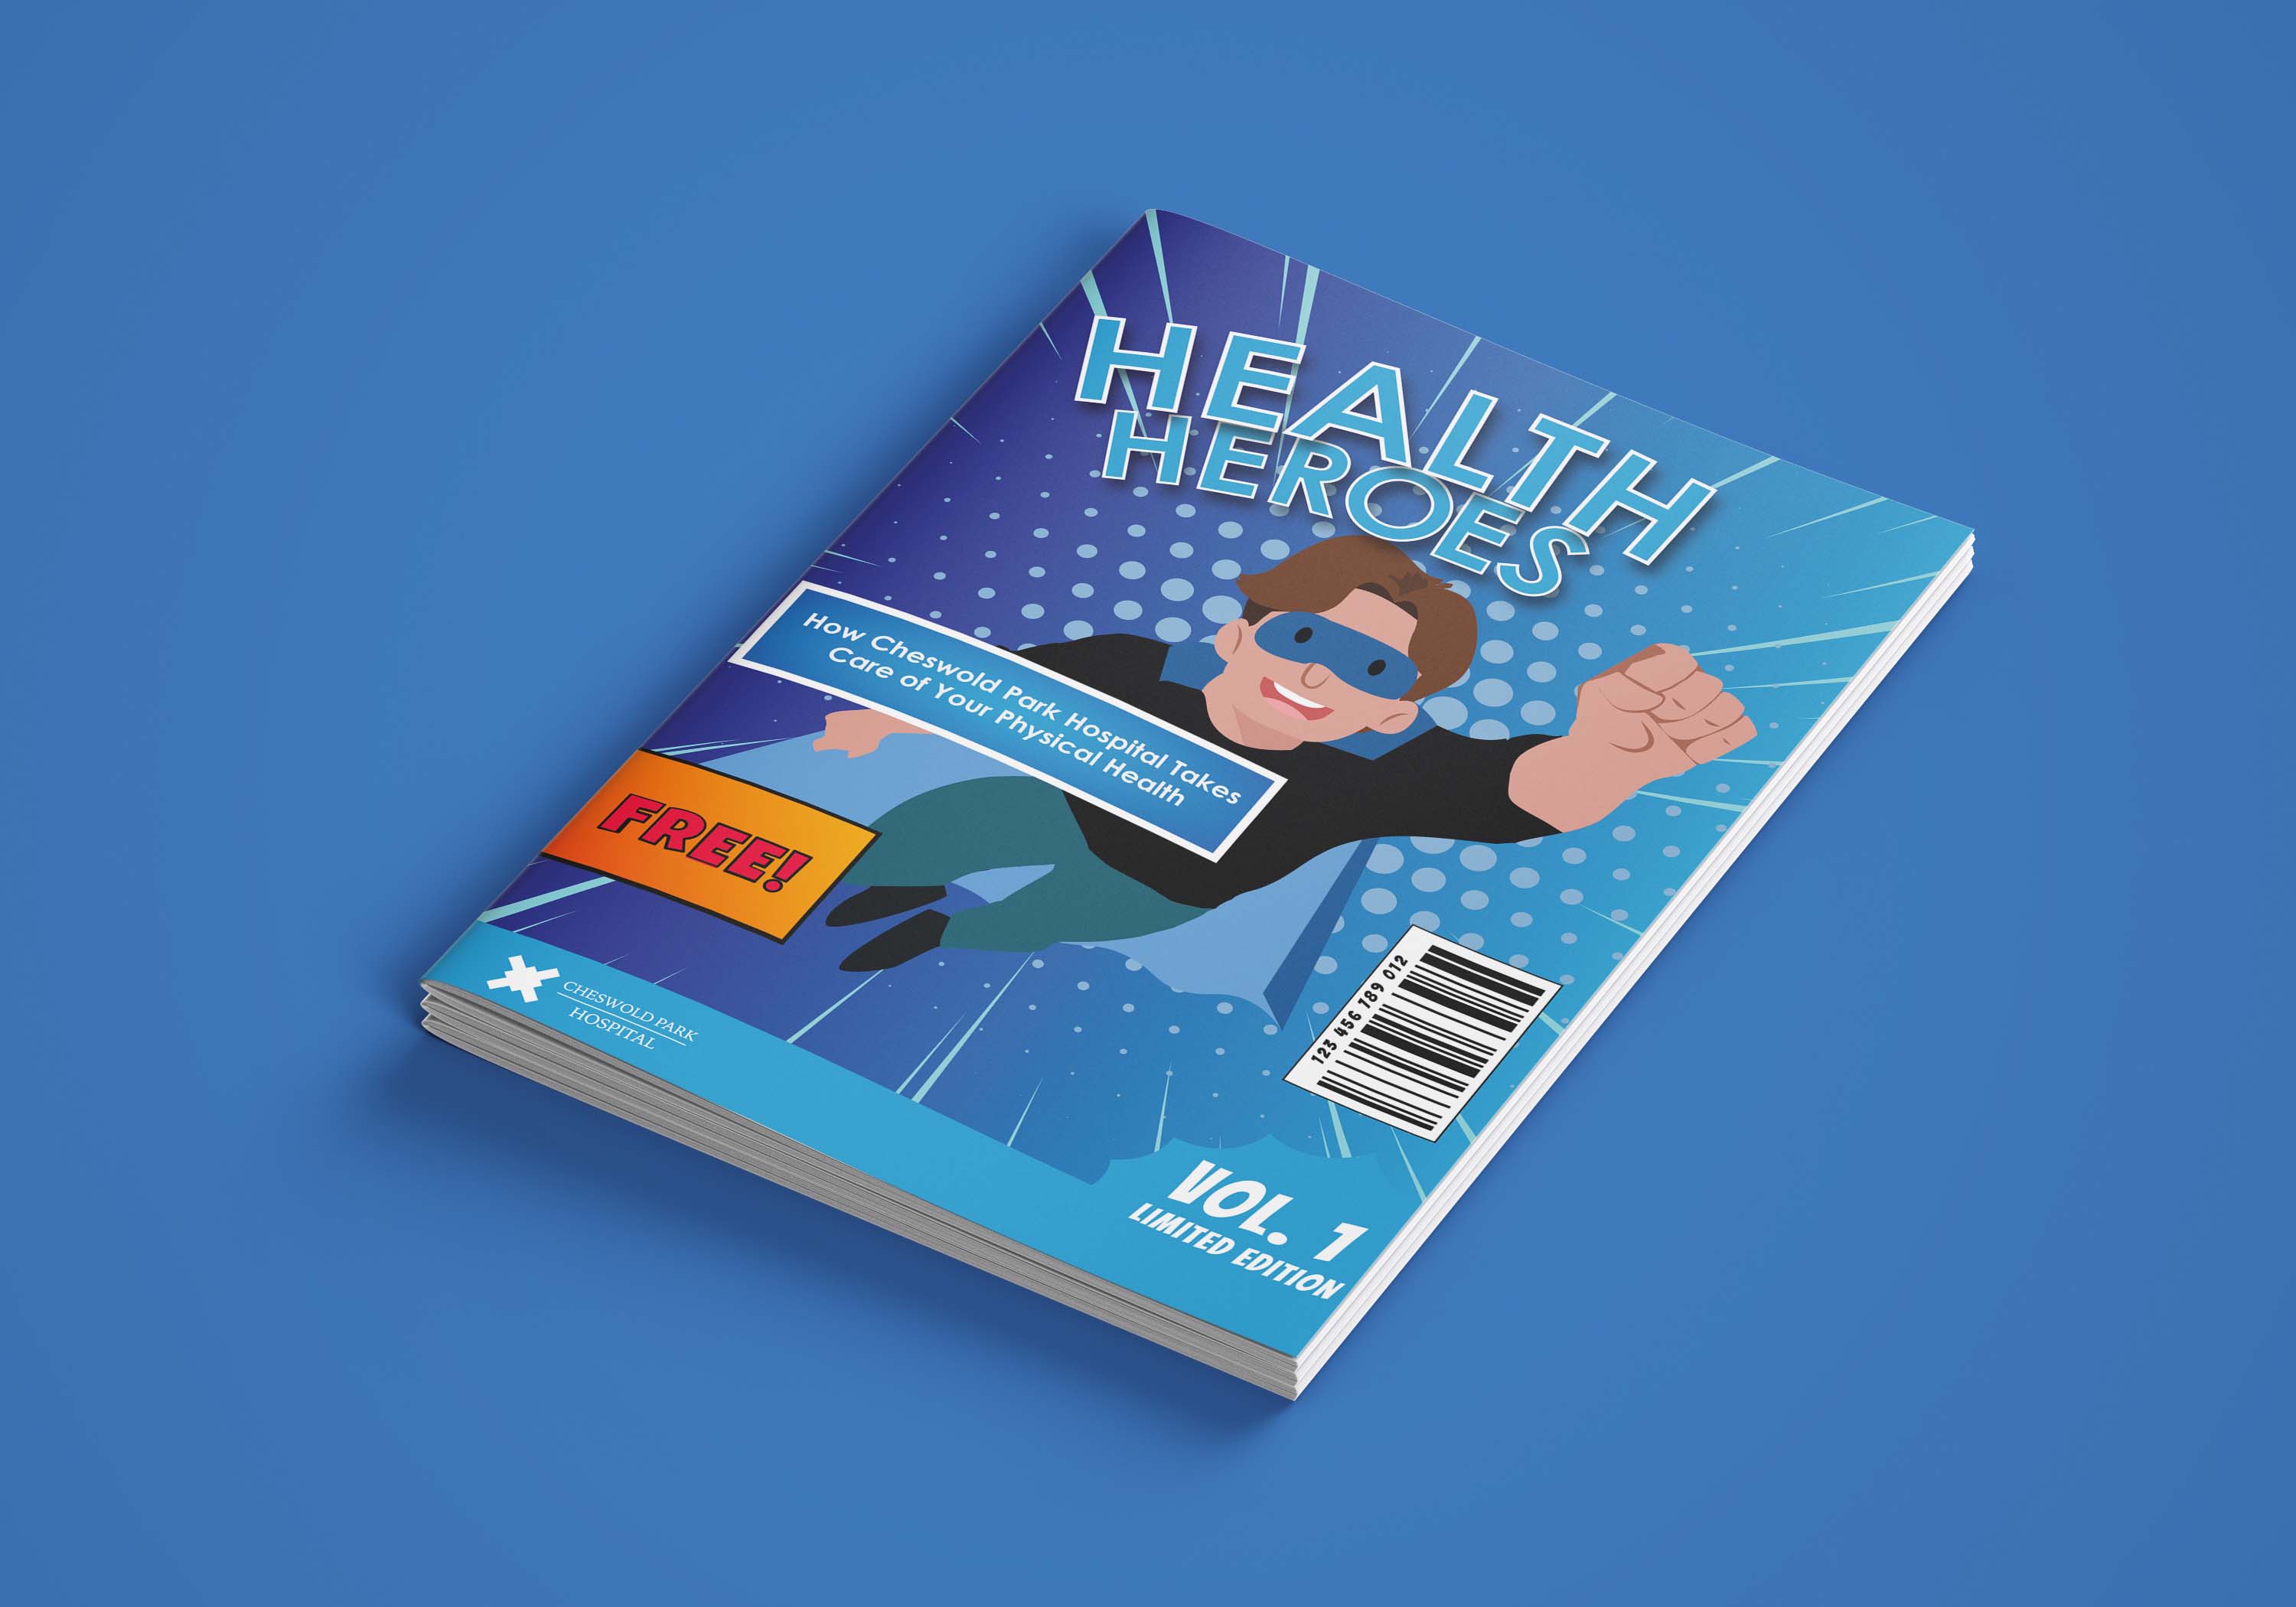 HEALTH
HEROES
How Cheswold Park Hospital Takes
Care of Your Physical Health
FREE!
123 456 789 012
CHESWOLD PARK
HOSPITAL
VOL. 1
LIMITED EDITION